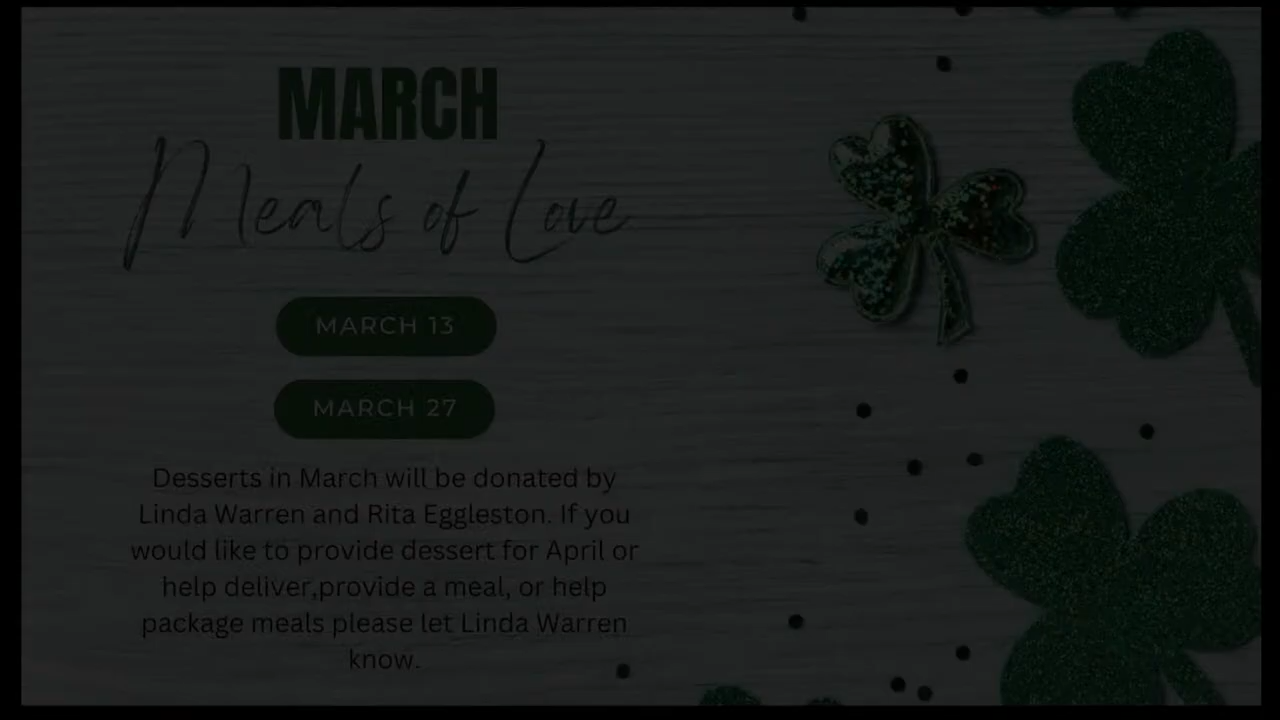 MARCH
Meals of Love
MARCH 13
MARCH 27
Desserts in March will be donated by
Linda Warren and Rita Eggleston. If you
would like to provide dessert for April or
help deliver,provide a meal, or help
package meals please let Linda Warren
know.